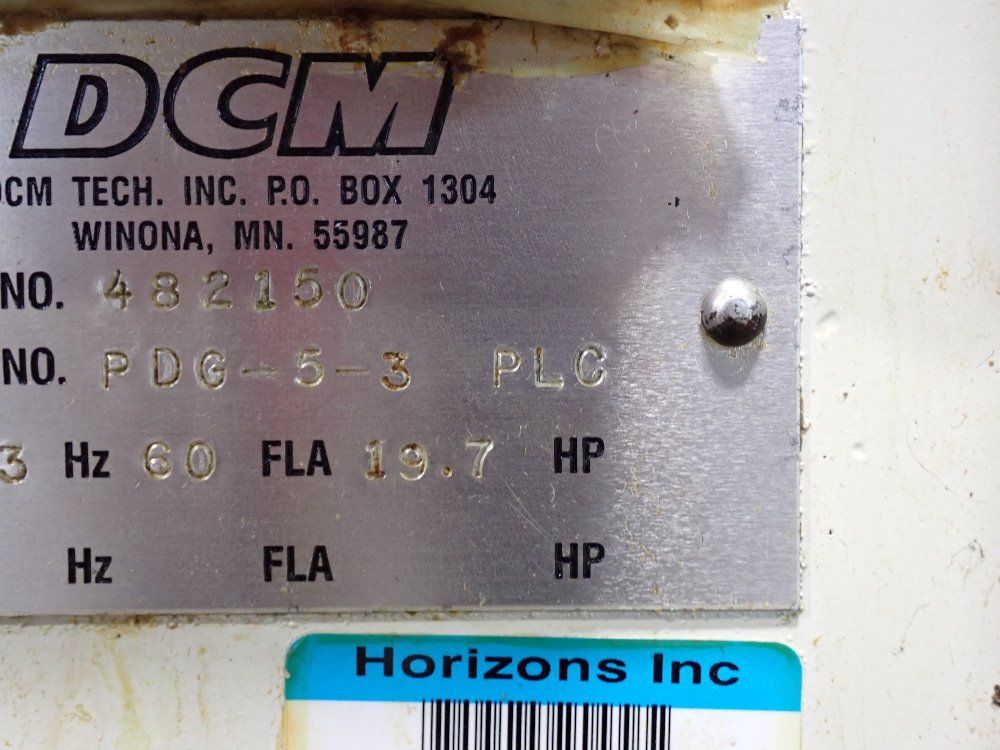 DCM
DCM TECH. INC. P.O. BOX 1304
WINONA, MN. 55987
NO. 482150
NO. PDG-5-3 PLC
3 Hz 60 FLA 19.7 HP
Hz FLA HP
Horizons Inc